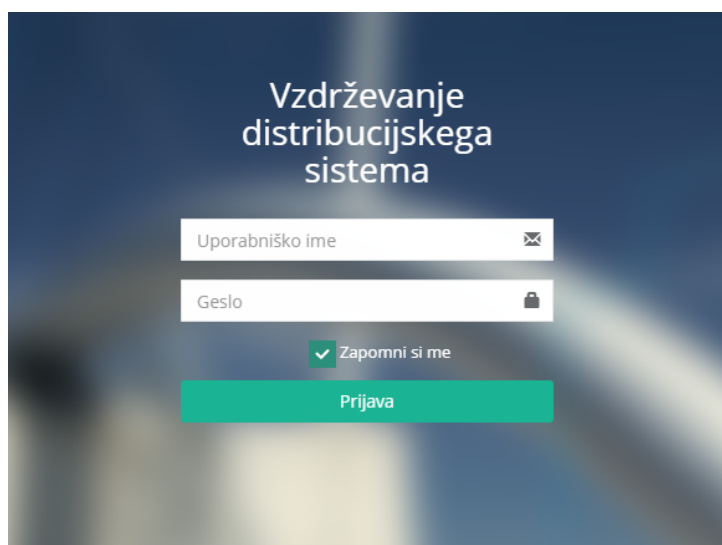 Vzdrževanje
distribucijskega
sistema
Uporabniško ime
Geslo
Zapomni si me
Prijava